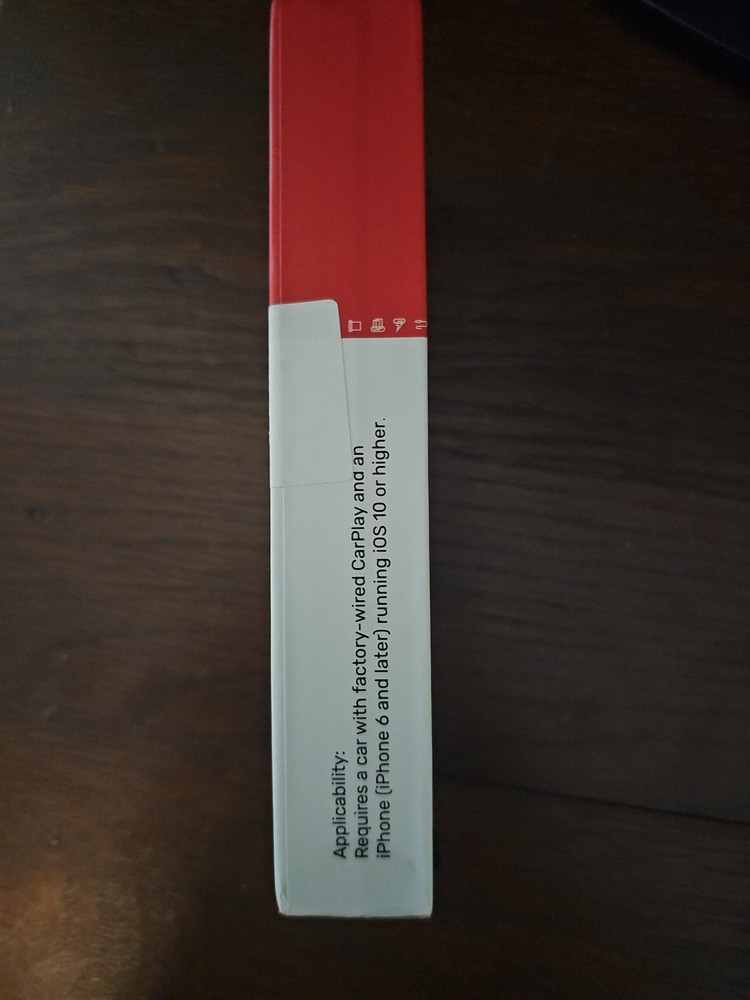 Applicability:
Requires a car with factory-wired CarPlay and an
iPhone (iPhone 6 and later) running iOS 10 or higher.